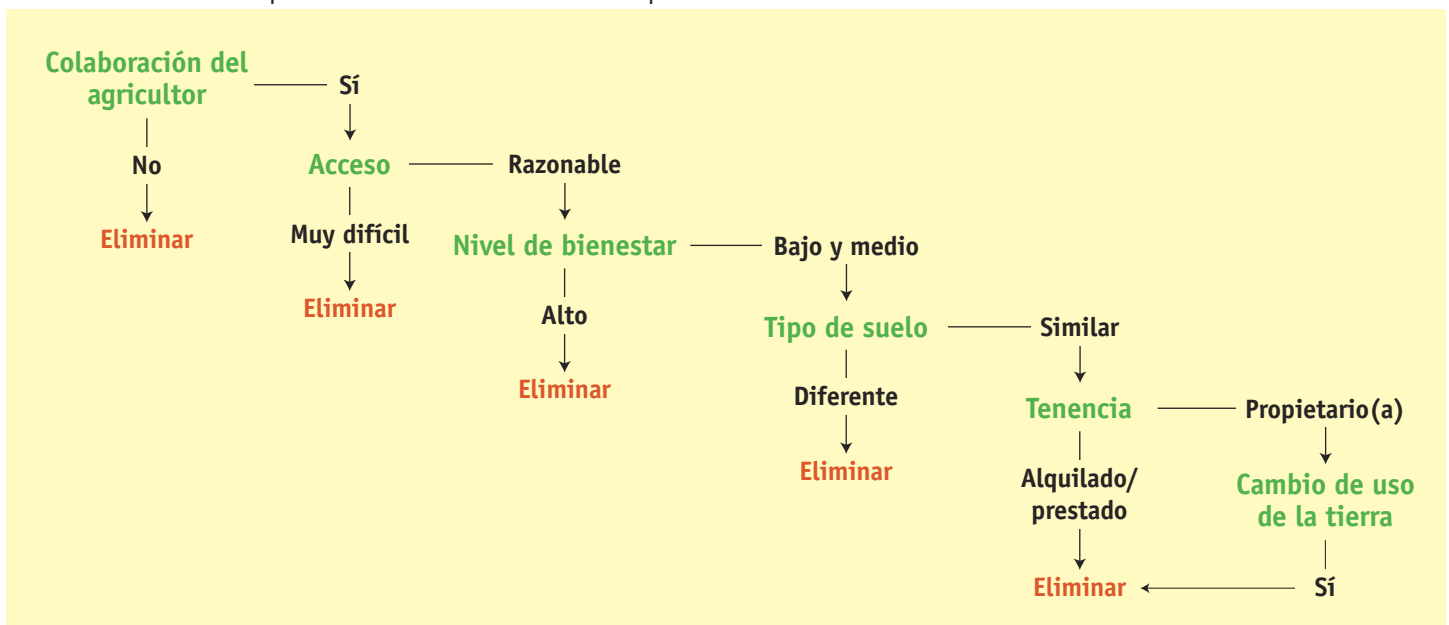 Colaboración del
agricultor
Sí
No
Acceso
Razonable
Eliminar
Muy difícil
Nivel de bienestar
Bajo y medio
Eliminar
Alto
Tipo de suelo
Similar
Eliminar
Diferente
Tenencia
Propietario(a)
Eliminar
Alquilado/
prestado
Cambio de uso
de la tierra
Eliminar
Sí